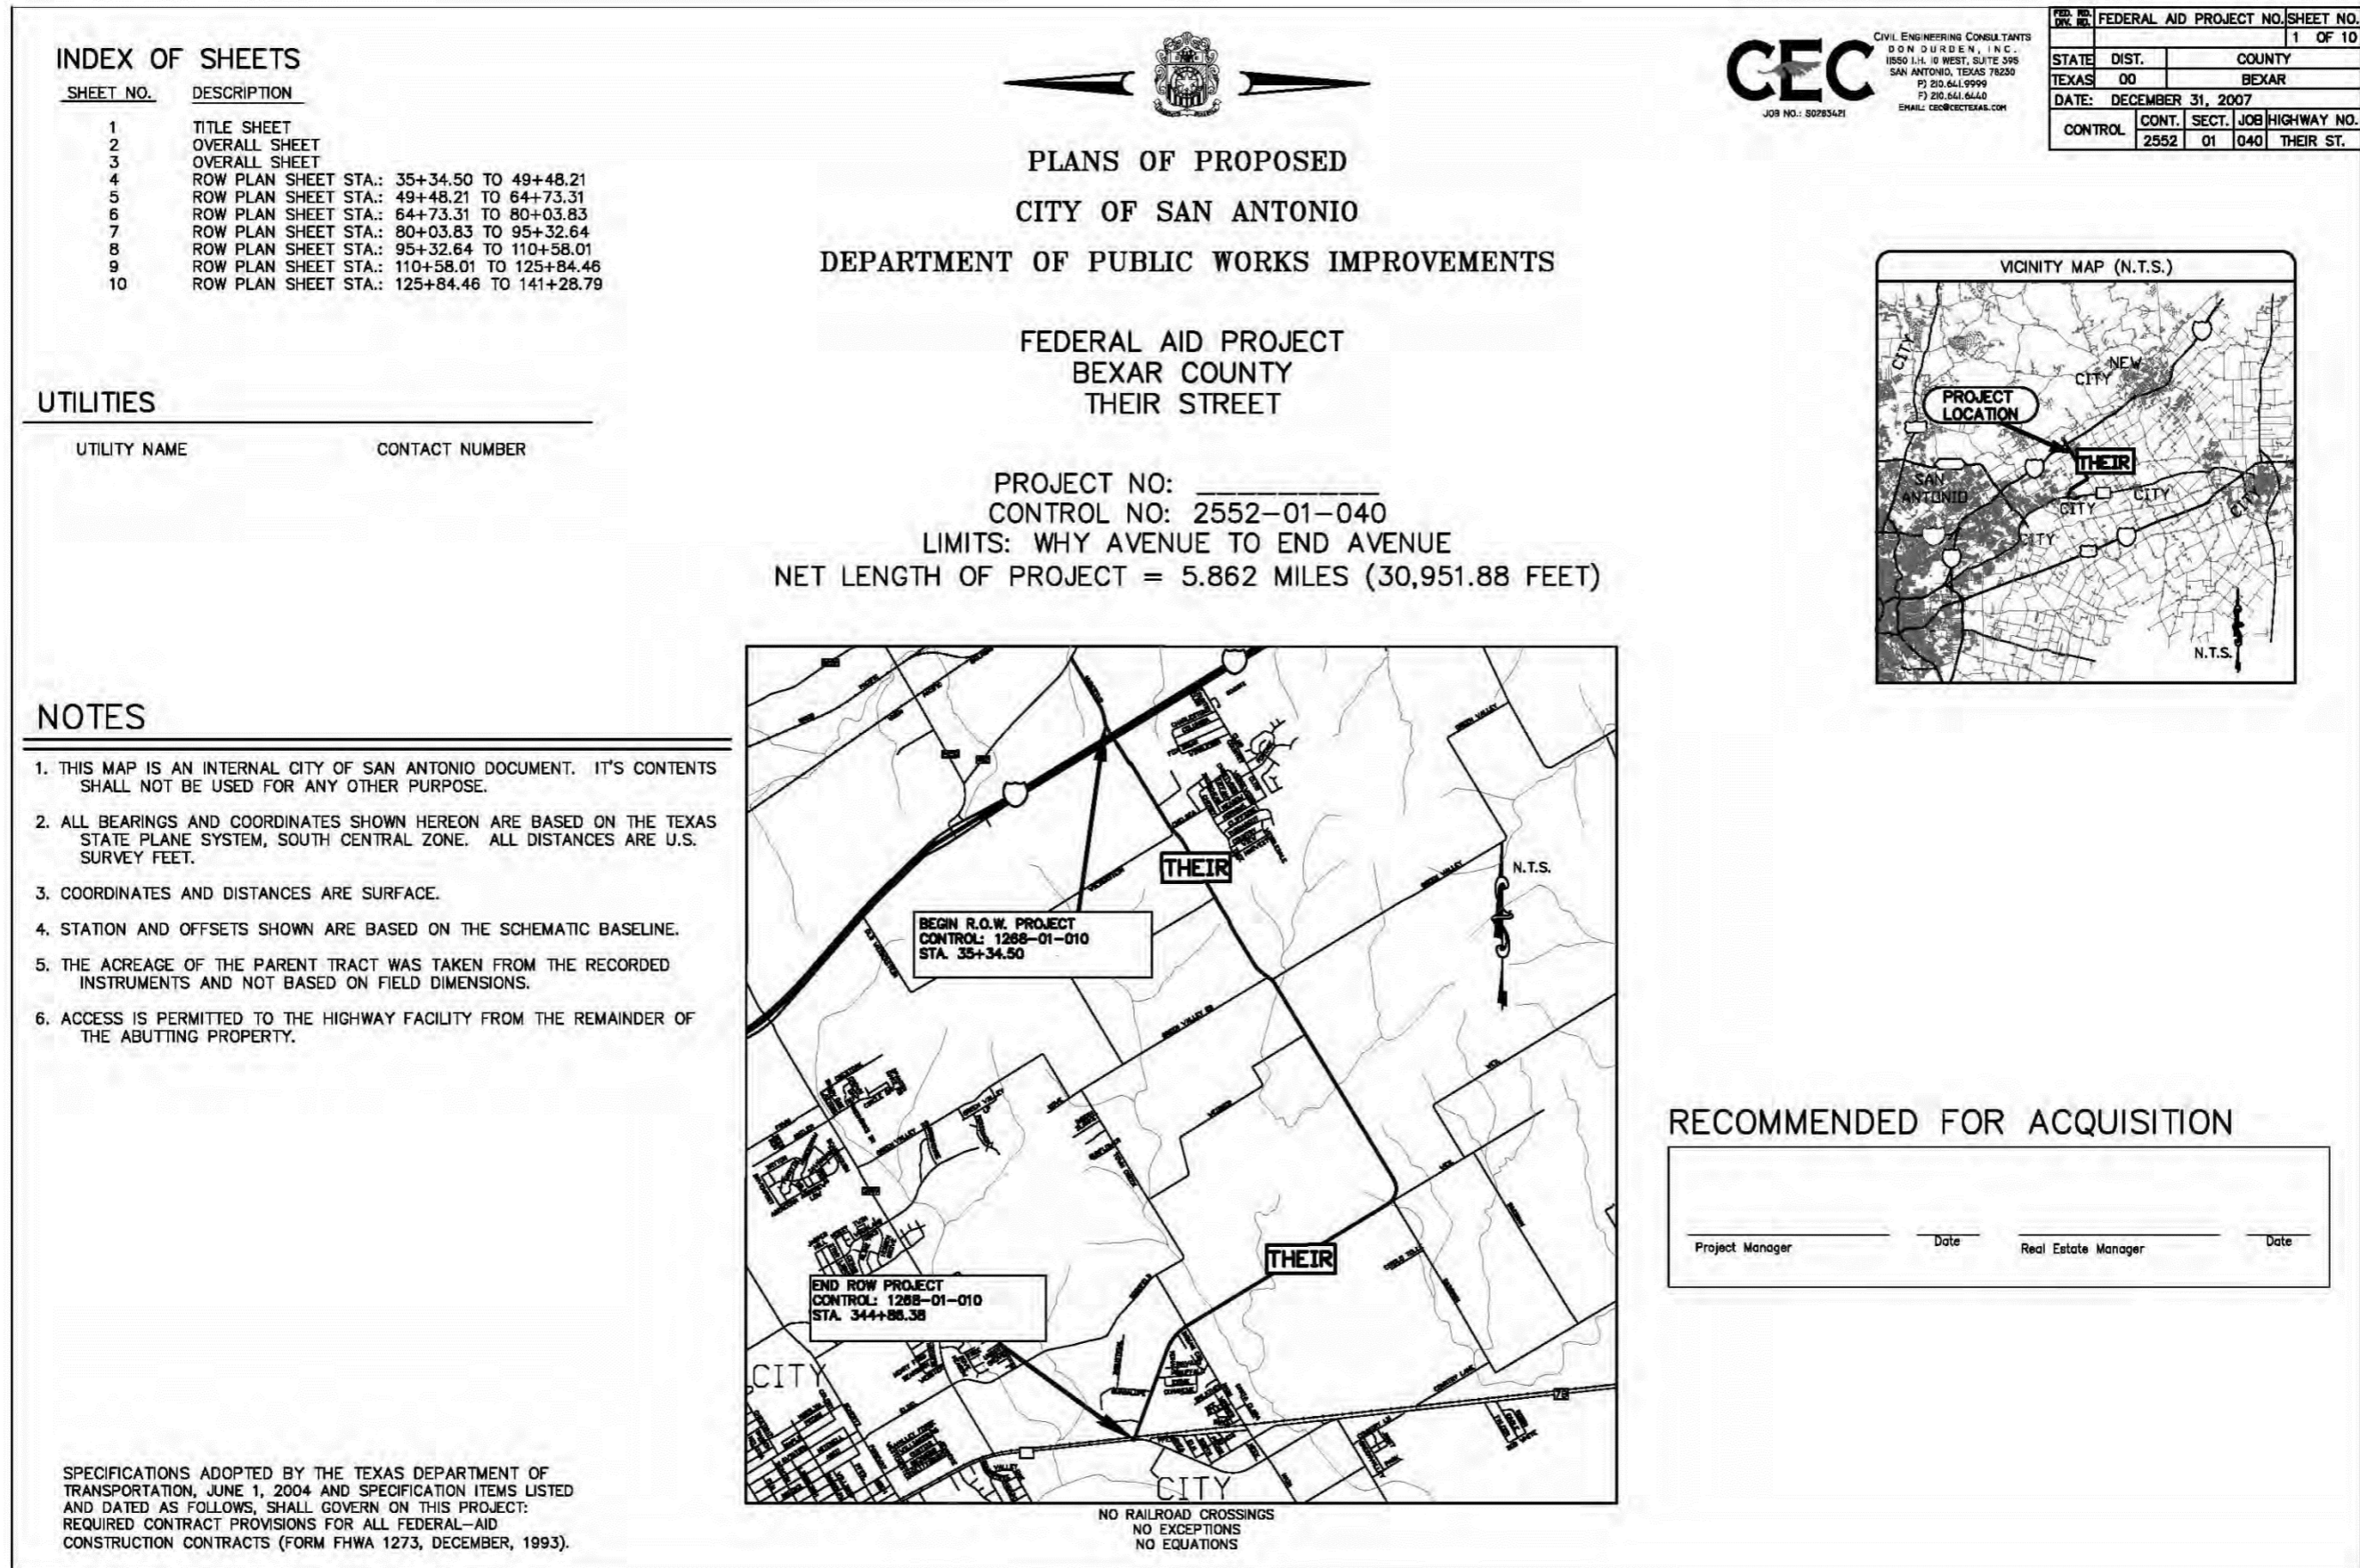 INDEX OF SHEETS
SHEET NO. DESCRIPTION
1 TITLE SHEET
2 OVERALL SHEET
3 OVERALL SHEET
4 ROW PLAN SHEET STA.: 35+34.50 TO 49+48.21
5 ROW PLAN SHEET STA.: 49+48.21 TO 64+73.31
6 ROW PLAN SHEET STA.: 64+73.31 TO 80+03.83
7 ROW PLAN SHEET STA.: 80+03.83 TO 95+32.64
8 ROW PLAN SHEET STA.: 95+32.64 TO 110+58.01
9 ROW PLAN SHEET STA.: 110+58.01 TO 125+84.46
10 ROW PLAN SHEET STA.: 125+84.46 TO 141+28.79
UTILITIES
UTILITY NAME CONTACT NUMBER
NOTES
1. THIS MAP IS AN INTERNAL CITY OF SAN ANTONIO DOCUMENT. IT'S CONTENTS
SHALL NOT BE USED FOR ANY OTHER PURPOSE.
2. ALL BEARINGS AND COORDINATES SHOWN HEREON ARE BASED ON THE TEXAS
STATE PLANE SYSTEM, SOUTH CENTRAL ZONE. ALL DISTANCES ARE U.S.
SURVEY FEET.
3. COORDINATES AND DISTANCES ARE SURFACE.
4. STATION AND OFFSETS SHOWN ARE BASED ON THE SCHEMATIC BASELINE.
5. THE ACREAGE OF THE PARENT TRACT WAS TAKEN FROM THE RECORDED
INSTRUMENTS AND NOT BASED ON FIELD DIMENSIONS.
6. ACCESS IS PERMITTED TO THE HIGHWAY FACILITY FROM THE REMAINDER OF
THE ABUTTING PROPERTY.
SPECIFICATIONS ADOPTED BY THE TEXAS DEPARTMENT OF
TRANSPORTATION, JUNE 1, 2004 AND SPECIFICATION ITEMS LISTED
AND DATED AS FOLLOWS, SHALL GOVERN ON THIS PROJECT:
REQUIRED CONTRACT PROVISIONS FOR ALL FEDERAL-AID
CONSTRUCTION CONTRACTS (FORM FHWA 1273, DECEMBER, 1993).
PLANS OF PROPOSED
CITY OF SAN ANTONIO
DEPARTMENT OF PUBLIC WORKS IMPROVEMENTS
FEDERAL AID PROJECT
BEXAR COUNTY
THEIR STREET
PROJECT NO: _________
CONTROL NO: 2552-01-040
LIMITS: WHY AVENUE TO END AVENUE
NET LENGTH OF PROJECT = 5.862 MILES (30,951.88 FEET)
THEIR
N.T.S.
BEGIN R.O.W. PROJECT
CONTROL: 1268-01-010
STA. 35+34.50
GREEN VALLEY
THEIR
END ROW PROJECT
CONTROL: 1268-01-010
STA. 344+86.38
CITY
78
CITY
NO RAILROAD CROSSINGS
NO EXCEPTIONS
NO EQUATIONS
CEC
JOB NO.: S0283421
CIVIL ENGINEERING CONSULTANTS
DON DURDEN, INC.
11550 I.H. 10 WEST, SUITE 395
SAN ANTONIO, TEXAS 78230
P) 210.641.9999
F) 210.641.6440
EMAIL: CEC@CECTEXAS.COM
FED. RD. DIV. NO. FEDERAL AID PROJECT NO. SHEET NO.
1 OF 10
STATE DIST. COUNTY
TEXAS 00 BEXAR
DATE: DECEMBER 31, 2007
CONTROL CONT. SECT. JOB HIGHWAY NO.
2552 01 040 THEIR ST.
VICINITY MAP (N.T.S.)
CITY
NEW
CITY
PROJECT
LOCATION
THEIR
SAN
ANTONIO
CITY
CITY
CITY
CITY
N.T.S.
RECOMMENDED FOR ACQUISITION
Project Manager Date Real Estate Manager Date